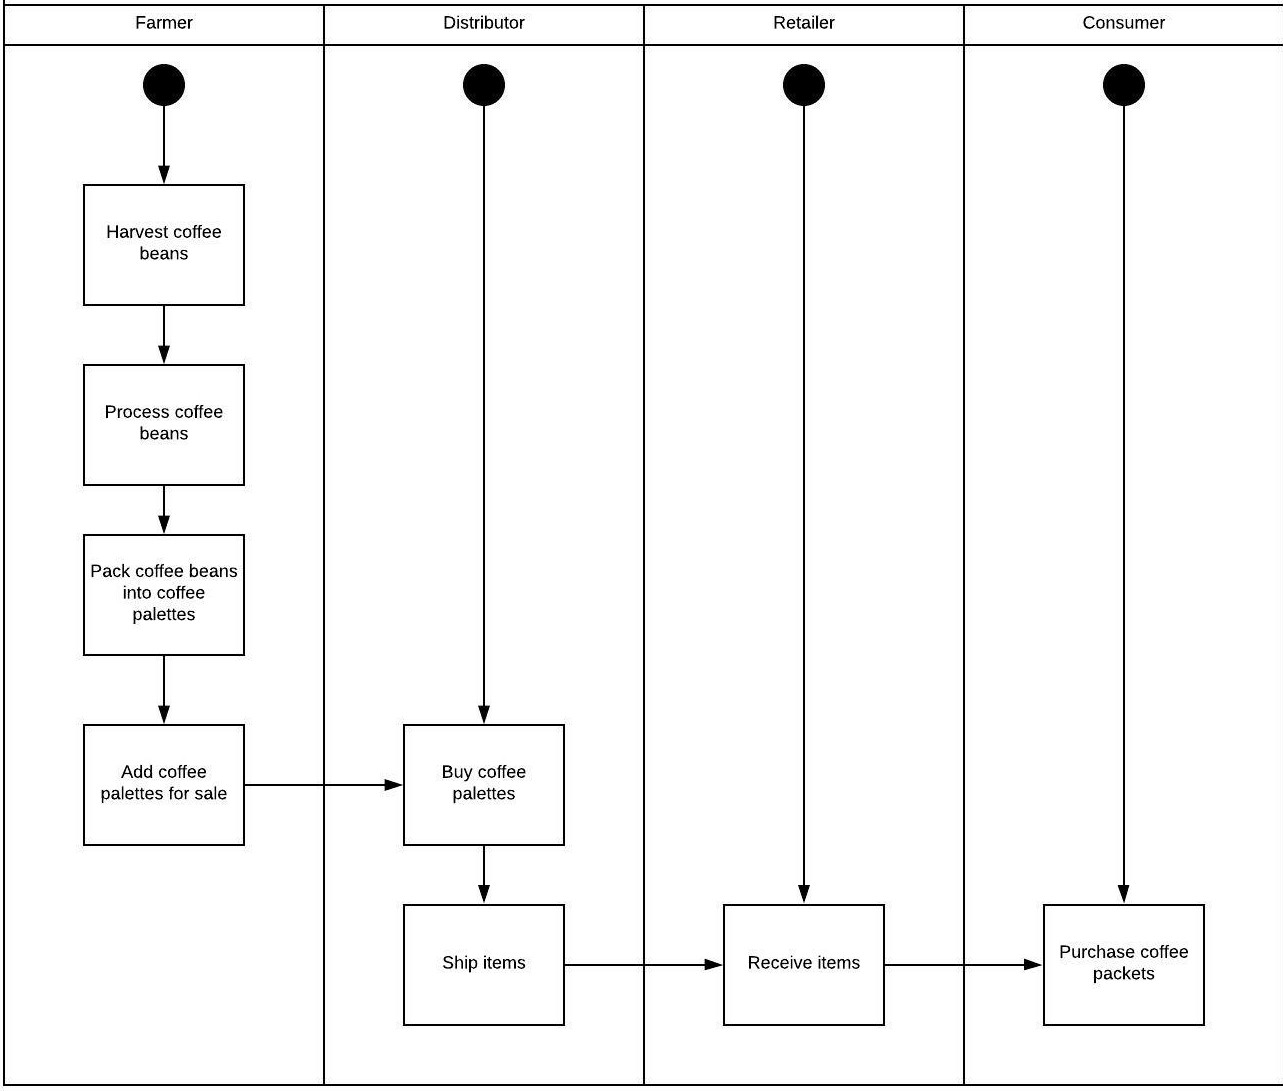 Farmer
Distributor
Retailer
Consumer
Harvest coffee
beans
Process coffee
beans
Pack coffee beans
into coffee
palettes
Add coffee
palettes for sale
Buy coffee
palettes
Ship items
Receive items
Purchase coffee
packets